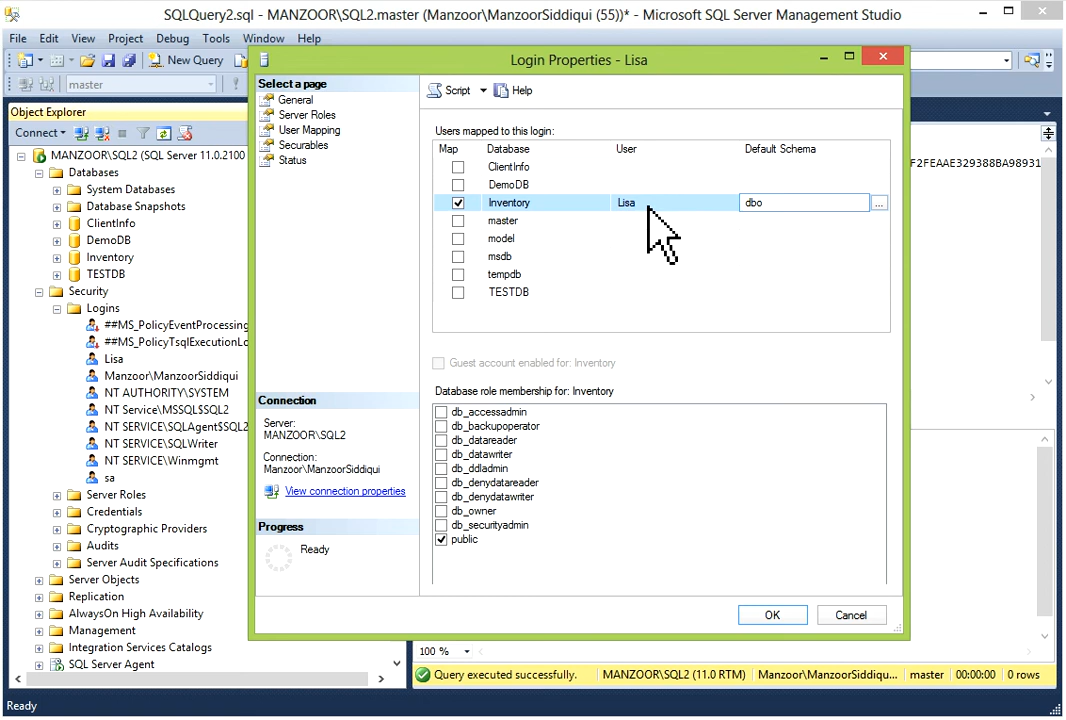 SQLQuery2.sql - MANZOOR\SQL2.master (Manzoor\ManzoorSiddiqui (55))* - Microsoft SQL Server Management Studio
File Edit View Project Debug Tools Window Help
New Query
master
Object Explorer
Connect
MANZOOR\SQL2 (SQL Server 11.0.2100
Databases
System Databases
Database Snapshots
ClientInfo
DemoDB
Inventory
TESTDB
Security
Logins
##MS_PolicyEventProcessing
##MS_PolicyTsqlExecutionLo
Lisa
Manzoor\ManzoorSiddiqui
NT AUTHORITY\SYSTEM
NT Service\MSSQL$SQL2
NT SERVICE\SQLAgent$SQL2
NT SERVICE\SQLWriter
NT SERVICE\Winmgmt
sa
Server Roles
Credentials
Cryptographic Providers
Audits
Server Audit Specifications
Server Objects
Replication
AlwaysOn High Availability
Management
Integration Services Catalogs
SQL Server Agent
Login Properties - Lisa
Select a page
General
Server Roles
User Mapping
Securables
Status
Connection
Server:
MANZOOR\SQL2
Connection:
Manzoor\ManzoorSiddiqui
View connection properties
Progress
Ready
Script Help
Users mapped to this login:
Map Database User Default Schema
ClientInfo
DemoDB
Inventory Lisa dbo ...
master
model
msdb
tempdb
TESTDB
Guest account enabled for: Inventory
Database role membership for: Inventory
db_accessadmin
db_backupoperator
db_datareader
db_datawriter
db_ddladmin
db_denydatareader
db_denydatawriter
db_owner
db_securityadmin
public
OK Cancel
F2FEAAE329388BA98931
100 %
Query executed successfully. MANZOOR\SQL2 (11.0 RTM) Manzoor\ManzoorSiddiqu... master 00:00:00 0 rows
Ready